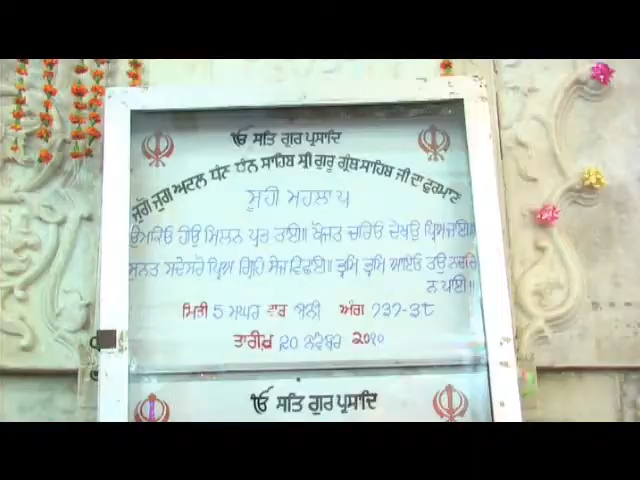 ੴ ਸਤਿ ਗੁਰ ਪ੍ਰਸਾਦਿ
ਜੁਗੋ ਜੁਗ ਅਟਲ ਧੰਨ ਧੰਨ ਸਾਹਿਬ ਸ੍ਰੀ ਗੁਰੂ ਗ੍ਰੰਥ ਸਾਹਿਬ ਜੀ ਦਾ ਫੁਰਮਾਣ
ਸੂਹੀ ਮਹਲਾ ੫
ਉਮਕਿਓ ਹੀਉ ਮਿਲਨ ਪ੍ਰਭ ਤਾਈ॥ ਖੋਜਤ ਚਰਿਓ ਦੇਖਉ ਪ੍ਰਿਅ ਜਾਈ॥
ਸੁਨਤ ਸਦੇਸਰੋ ਪ੍ਰਿਅ ਗ੍ਰਿਹਿ ਸੇਜ ਵਿਛਾਈ॥ ਭ੍ਰਮਿ ਭ੍ਰਮਿ ਆਇਓ ਤਉ ਨਦਰਿ
ਨ ਪਾਈ॥
ਮਿਤੀ 5 ਮਘਰ ਵਾਰ ਸ਼ਨੀ ਅੰਗ 737-38
ਤਾਰੀਖ਼ 20 ਨਵੰਬਰ 2010
ੴ ਸਤਿ ਗੁਰ ਪ੍ਰਸਾਦਿ